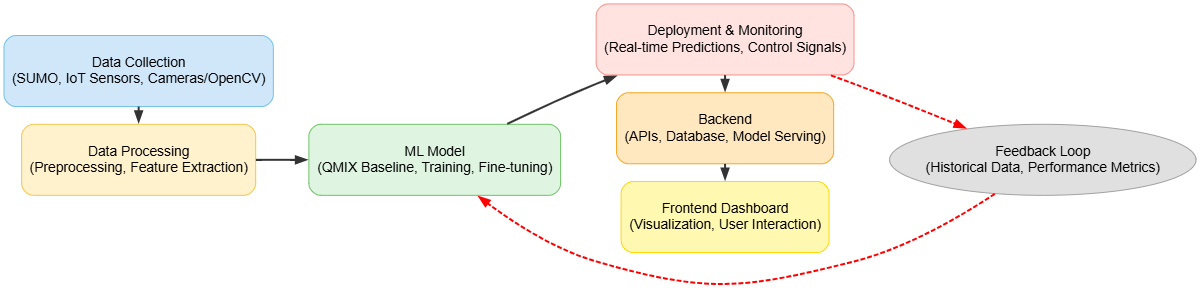 Data Collection
(SUMO, IoT Sensors, Cameras/OpenCV)
Data Processing
(Preprocessing, Feature Extraction)
ML Model
(QMIX Baseline, Training, Fine-tuning)
Deployment & Monitoring
(Real-time Predictions, Control Signals)
Backend
(APIs, Database, Model Serving)
Frontend Dashboard
(Visualization, User Interaction)
Feedback Loop
(Historical Data, Performance Metrics)